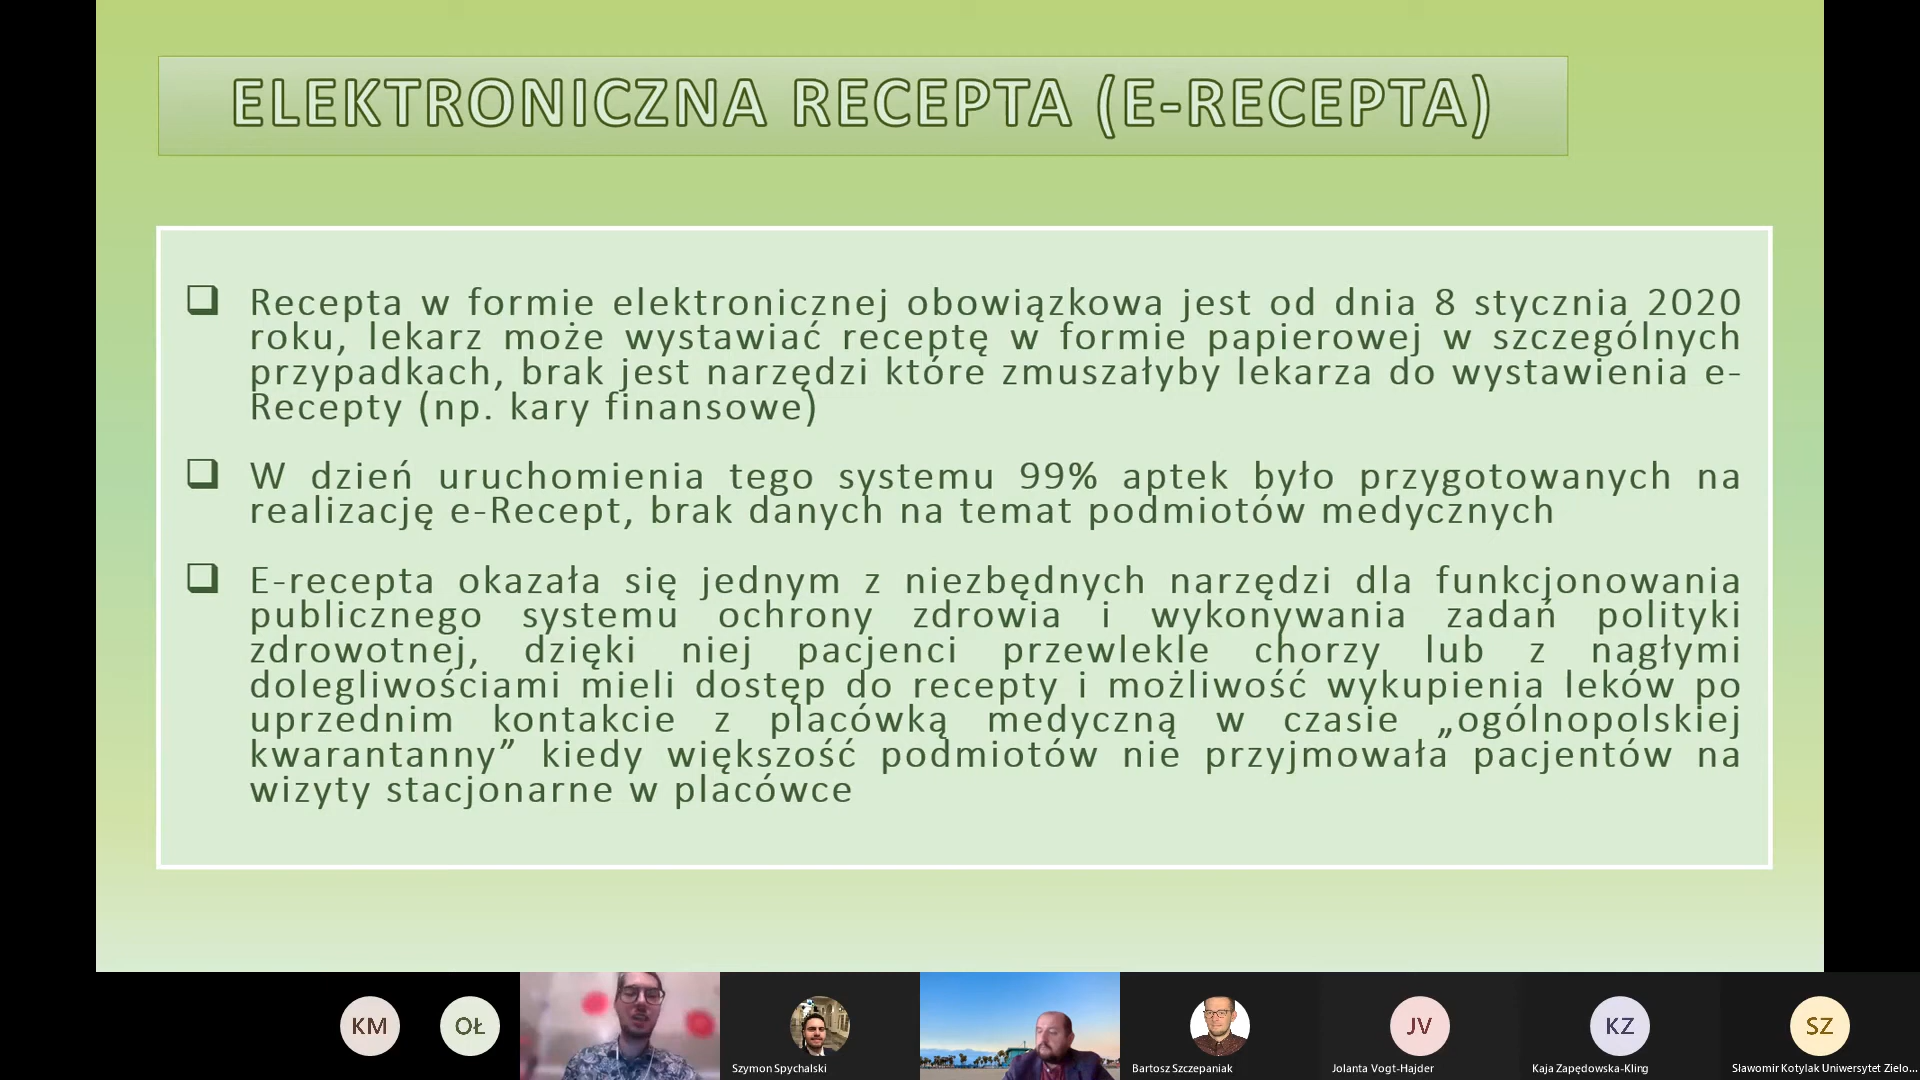 ELEKTRONICZNA RECEPTA (E-RECEPTA)
Recepta w formie elektronicznej obowiązkowa jest od dnia 8 stycznia 2020
roku, lekarz może wystawiać receptę w formie papierowej w szczególnych
przypadkach, brak jest narzędzi które zmuszałyby lekarza do wystawienia e-
Recepty (np. kary finansowe)
W dzień uruchomienia tego systemu 99% aptek było przygotowanych na
realizację e-Recept, brak danych na temat podmiotów medycznych
E-recepta okazała się jednym z niezbędnych narzędzi dla funkcjonowania
publicznego systemu ochrony zdrowia i wykonywania zadań polityki
zdrowotnej, dzięki niej pacjenci przewlekle chorzy lub z nagłymi
dolegliwościami mieli dostęp do recepty i możliwość wykupienia leków po
uprzednim kontakcie z placówką medyczną w czasie „ogólnopolskiej
kwarantanny” kiedy większość podmiotów nie przyjmowała pacjentów na
wizyty stacjonarne w placówce
KM
OŁ
JV
KZ
SZ
Szymon Spychalski
Bartosz Szczepaniak
Jolanta Vogt-Hajder
Kaja Zapędowska-Kling
Sławomir Kotylak Uniwersytet Zielo...